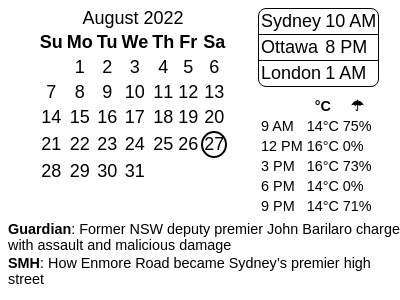 August 2022
Su Mo Tu We Th Fr Sa
1 2 3 4 5 6
7 8 9 10 11 12 13
14 15 16 17 18 19 20
21 22 23 24 25 26 27
28 29 30 31
Sydney 10 AM
Ottawa 8 PM
London 1 AM
°C ☂
9 AM 14°C 75%
12 PM 16°C 0%
3 PM 16°C 73%
6 PM 14°C 0%
9 PM 14°C 71%
Guardian: Former NSW deputy premier John Barilaro charge
with assault and malicious damage
SMH: How Enmore Road became Sydney’s premier high
street